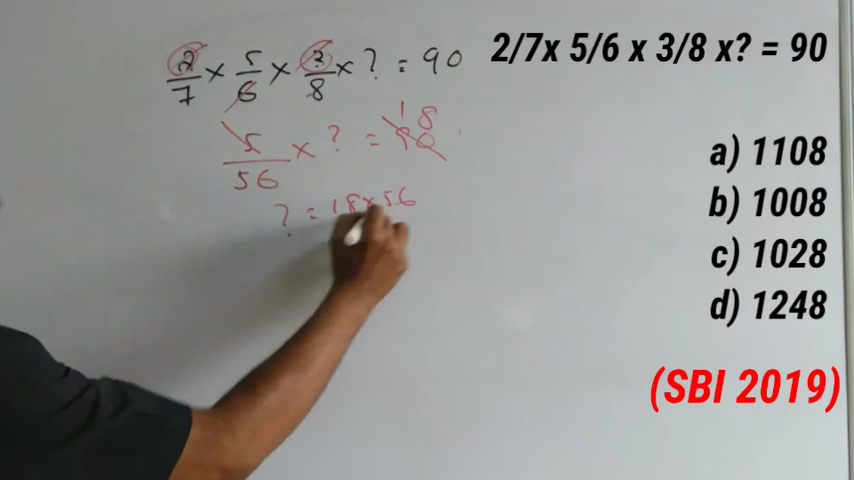 2/7 x 5/6 x 3/8 x ? = 90
5/56 x ? = 90 18
? = 18 x 56
2/7x 5/6 x 3/8 x? = 90
a) 1108
b) 1008
c) 1028
d) 1248
(SBI 2019)